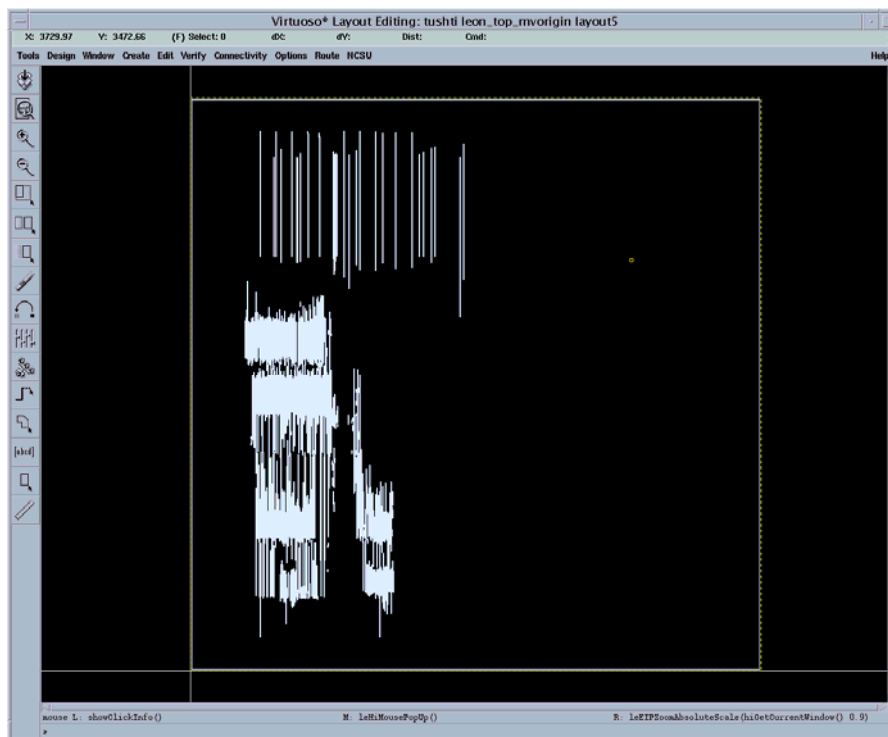 Virtuoso* Layout Editing: tushti leon_top_mvorigin layout5
X: 3729.97 Y: 3472.66 (F) Select: 0 dX: dY: Dist: Cmd:
Tools Design Window Create Edit Verify Connectivity Options Route NCSU Help
[abcd]
mouse L: showClickInfo() M: leHiMousePopUp() R: leEIPZoomAbsoluteScale(hiGetCurrentWindow() 0.9)
>